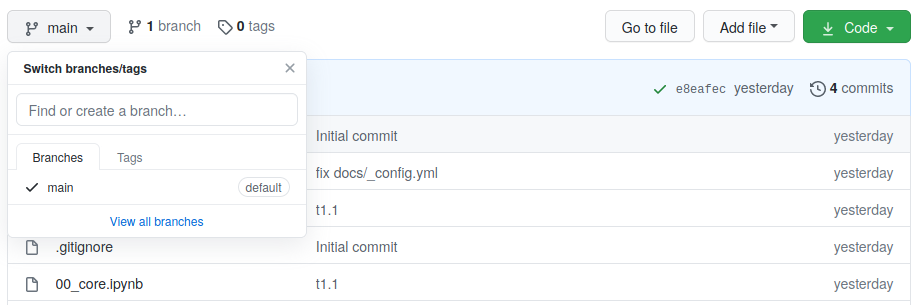 main 1 branch 0 tags Go to file Add file Code
Switch branches/tags
e8eafec yesterday 4 commits
Find or create a branch…
Initial commit yesterday
Branches Tags
fix docs/_config.yml yesterday
main default
t1.1 yesterday
View all branches
.gitignore Initial commit yesterday
00_core.ipynb t1.1 yesterday